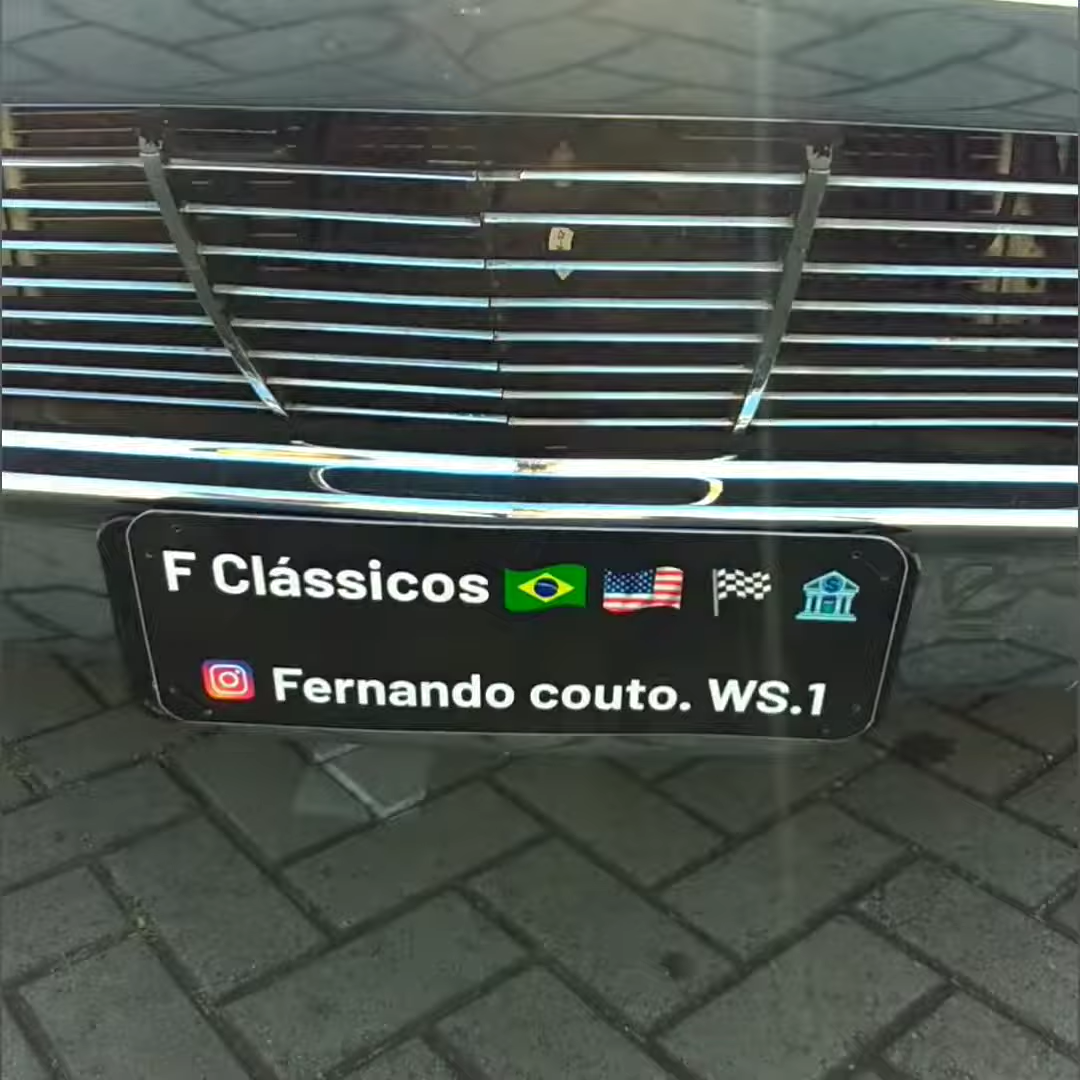 F Clássicos 🇧🇷 🇺🇸 🏁 🏦
Fernando couto. WS.1